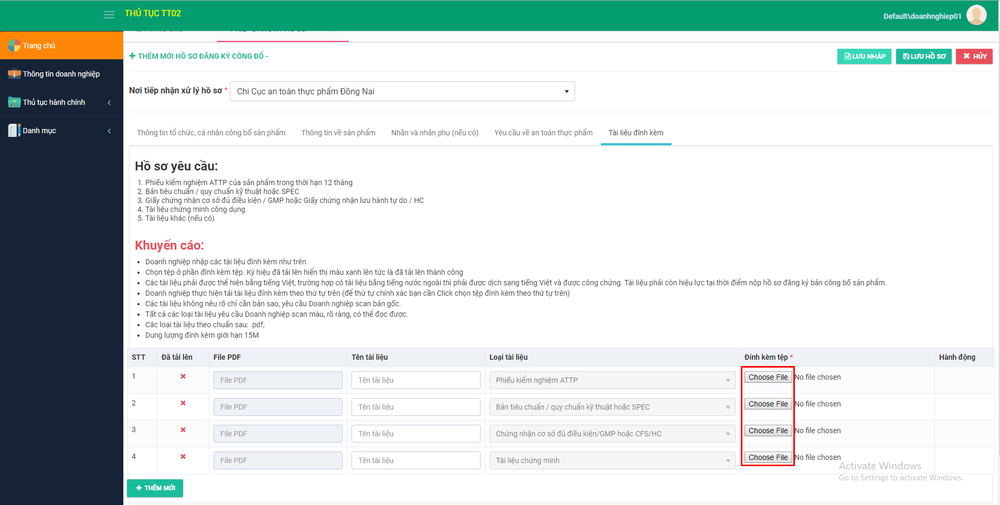 THỦ TỤC TT02
Default\doanhnghiep01
Trang chủ
Thông tin doanh nghiệp
Thủ tục hành chính
Danh mục
THÊM MỚI HỒ SƠ ĐĂNG KÝ CÔNG BỐ -
LƯU NHÁP
LƯU HỒ SƠ
HỦY
Nơi tiếp nhận xử lý hồ sơ *
Chi Cục an toàn thực phẩm Đồng Nai
Thông tin tổ chức, cá nhân công bố sản phẩm
Thông tin về sản phẩm
Nhãn và nhãn phụ (nếu có)
Yêu cầu về an toàn thực phẩm
Tài liệu đính kèm
Hồ sơ yêu cầu:
1. Phiếu kiểm nghiệm ATTP của sản phẩm trong thời hạn 12 tháng
2. Bản tiêu chuẩn / quy chuẩn kỹ thuật hoặc SPEC
3. Giấy chứng nhận cơ sở đủ điều kiện / GMP hoặc Giấy chứng nhận lưu hành tự do / HC
4. Tài liệu chứng minh công dụng
5. Tài liệu khác (nếu có)
Khuyến cáo:
• Doanh nghiệp nhập các tài liệu đính kèm như trên
• Chọn tệp ở phần đính kèm tệp. Ký hiệu đã tải lên hiển thị màu xanh lên tức là đã tải lên thành công
• Các tài liệu phải được thể hiện bằng tiếng Việt, trường hợp có tài liệu bằng tiếng nước ngoài thì phải được dịch sang tiếng Việt và được công chứng. Tài liệu phải còn hiệu lực tại thời điểm nộp hồ sơ đăng ký bản công bố sản phẩm.
• Doanh nghiệp thực hiện tải tài liệu đính kèm theo thứ tự trên (để thứ tự chính xác bạn cần Click chọn tệp đính kèm theo thứ tự trên)
• Các tài liệu không nêu rõ chỉ cần bản sao, yêu cầu Doanh nghiệp scan bản gốc.
• Tất cả các loại tài liệu yêu cầu Doanh nghiệp scan màu, rõ ràng, có thể đọc được.
• Các loại tài liệu theo chuẩn sau: .pdf;
• Dung lượng đính kèm giới hạn 15M
STT Đã tải lên File PDF Tên tài liệu Loại tài liệu Đính kèm tệp * Hành động
1 File PDF Tên tài liệu Phiếu kiểm nghiệm ATTP Choose File No file chosen
2 File PDF Tên tài liệu Bản tiêu chuẩn / quy chuẩn kỹ thuật hoặc SPEC Choose File No file chosen
3 File PDF Tên tài liệu Chứng nhận cơ sở đủ điều kiện/GMP hoặc CFS/HC Choose File No file chosen
4 File PDF Tên tài liệu Tài liệu chứng minh Choose File No file chosen
Activate Windows
Go to Settings to activate Windows.
THÊM MỚI